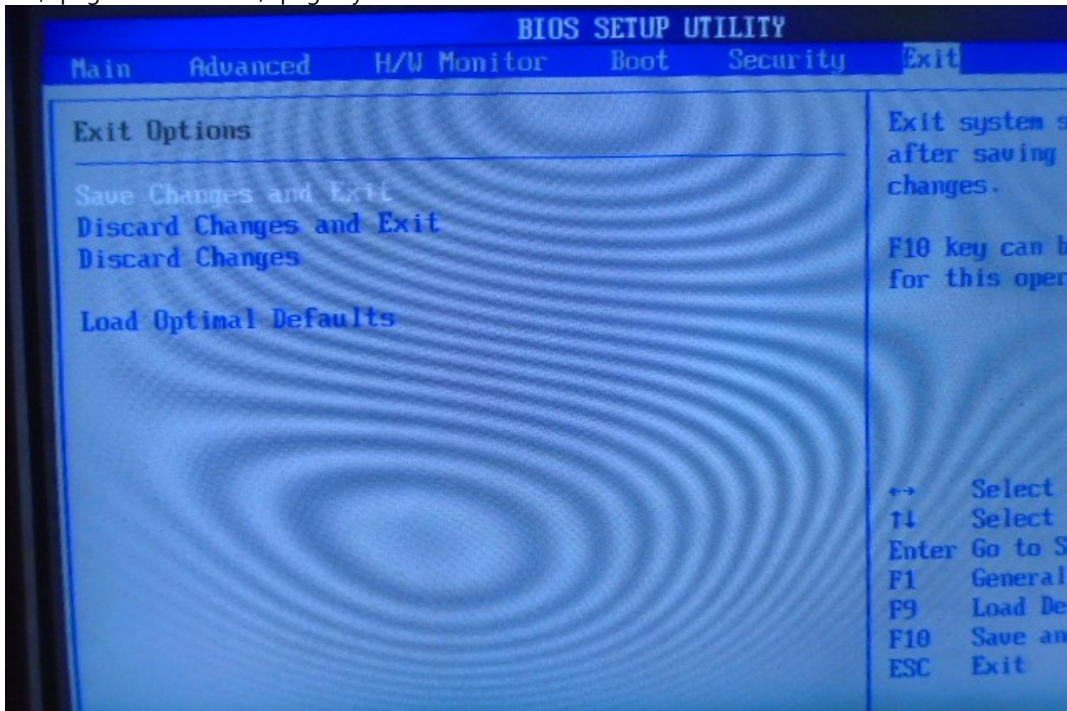 BIOS SETUP UTILITY
Main Advanced H/W Monitor Boot Security Exit
Exit Options
Save Changes and Exit
Discard Changes and Exit
Discard Changes
Load Optimal Defaults
Exit system s
after saving
changes.
F10 key can b
for this oper
←→ Select
↑↓ Select
Enter Go to S
F1 General
F9 Load De
F10 Save an
ESC Exit